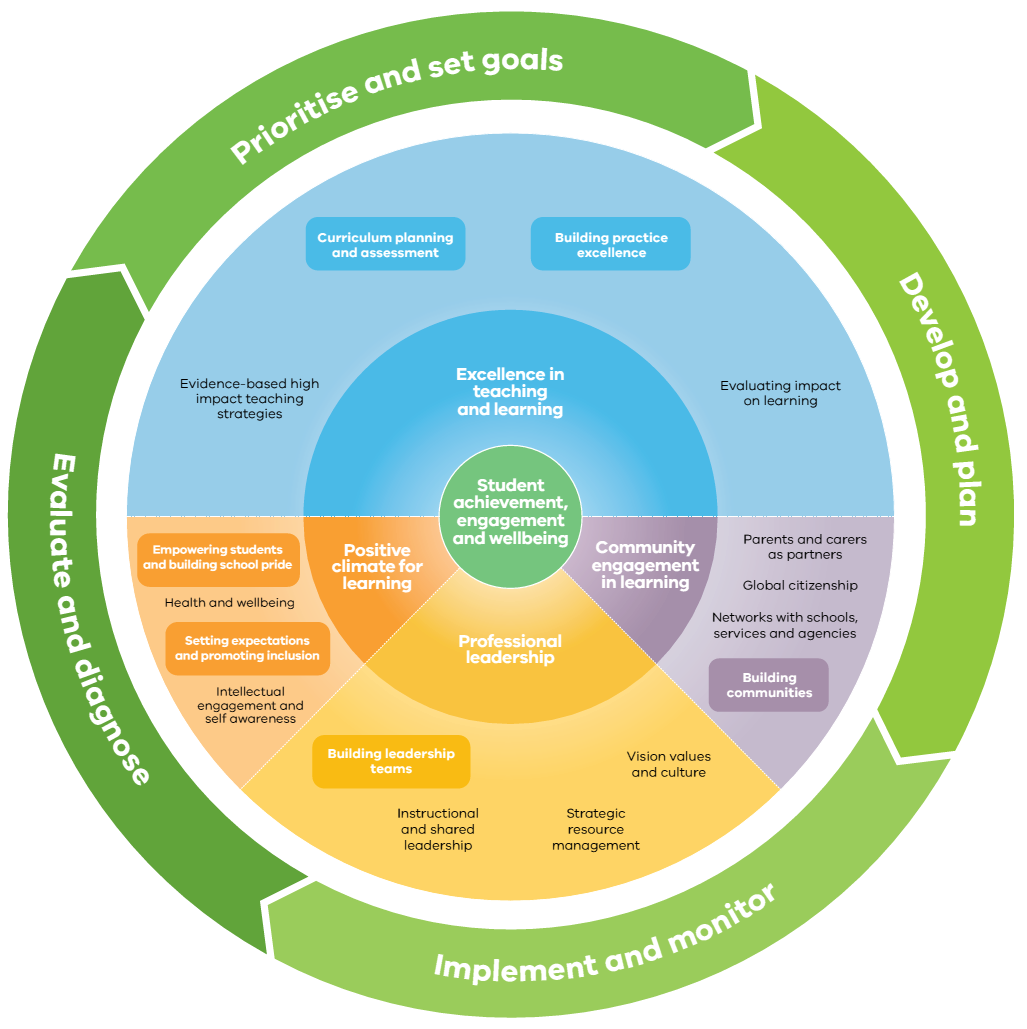 Prioritise and set goals
Develop and plan
Implement and monitor
Evaluate and diagnose
Curriculum planning
and assessment
Building practice
excellence
Evidence-based high
impact teaching
strategies
Evaluating impact
on learning
Excellence in
teaching
and learning
Student
achievement,
engagement
and wellbeing
Positive
climate for
learning
Empowering students
and building school pride
Health and wellbeing
Setting expectations
and promoting inclusion
Intellectual
engagement and
self awareness
Community
engagement
in learning
Parents and carers
as partners
Global citizenship
Networks with schools,
services and agencies
Building
communities
Professional
leadership
Building leadership
teams
Instructional
and shared
leadership
Strategic
resource
management
Vision values
and culture